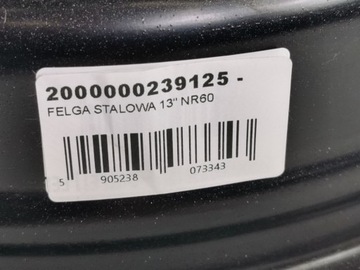 2000000239125 -
FELGA STALOWA 13" NR60
5 905238 073343